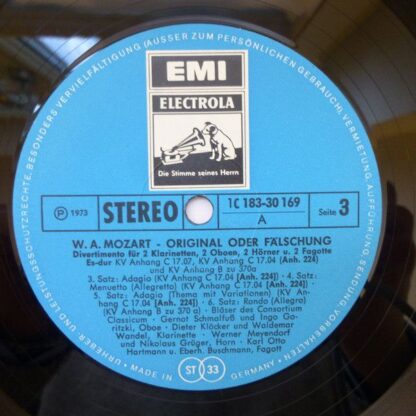 URHEBER- UND LEISTUNGSSCHUTZRECHTE, BESONDERS VERVIELFÄLTIGUNG (AUSSER ZUM PERSÖNLICHEN GEBRAUCH), VERMIETUNG, AUFFÜHRUNG, SENDUNG VORBEHALTEN
EMI
ELECTROLA
Die Stimme seines Herrn
Ⓟ 1973
STEREO
1C 183-30 169
A
Seite 3
W. A. MOZART - ORIGINAL ODER FÄLSCHUNG
Divertimento für 2 Klarinetten, 2 Oboen, 2 Hörner u. 2 Fagotte
Es-dur KV Anhang C 17.07, KV Anhang C 17.04 [Anh. 224]
und KV Anhang B zu 370a
3. Satz: Adagio (KV Anhang C 17.04 [Anh. 224]) · 4. Satz:
Menuetto (Allegretto) (KV Anhang C 17.04 [Anh. 224])
5. Satz: Adagio (Thema mit Variationen) (KV Anhang
B zu 370 a) · 6. Satz: Rondo (Allegro)
(KV Anhang C 17.04 [Anh. 224]) · Bläser des Consortium
Classicum · Gernot Schmalfuß und Ingo Go-
ritzki, Oboe · Dieter Klöcker und Waldemar
Wandel, Klarinette · Werner Meyendorf
und Nikolaus Grüger, Horn · Karl Otto
Hartmann u. Eberh. Buschmann, Fagott
MADE IN
ST 33
GERMANY